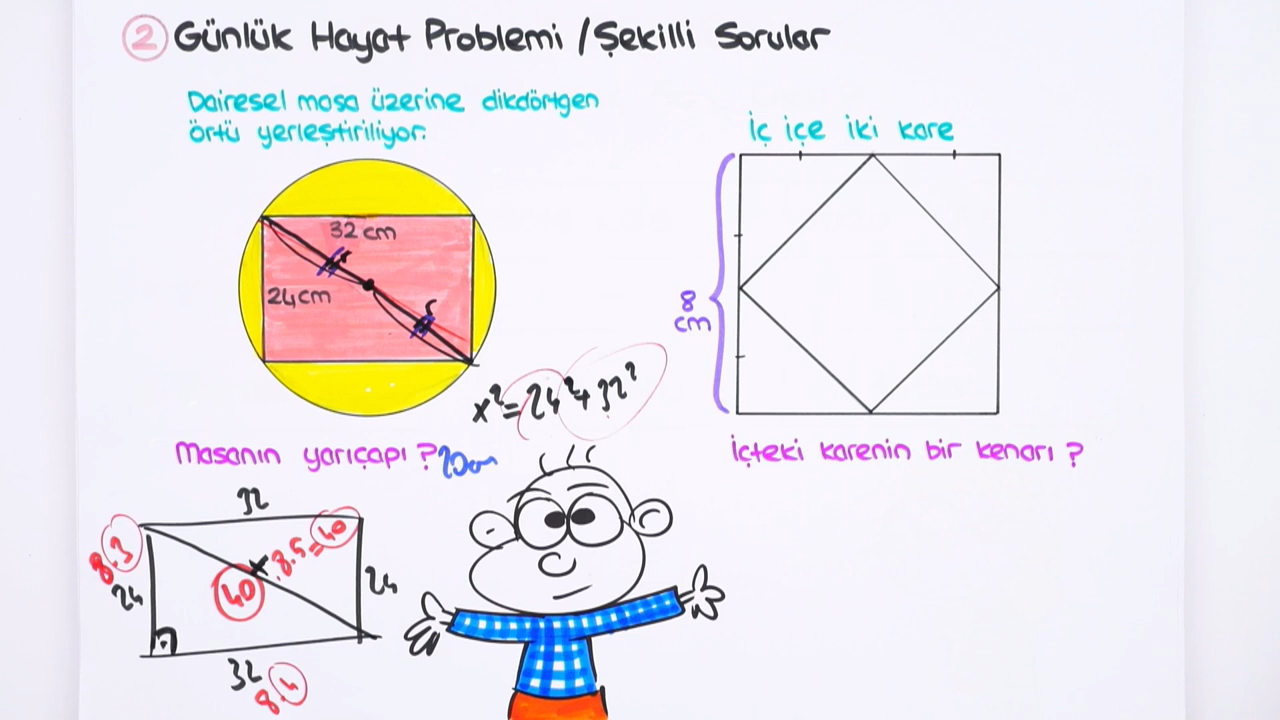 2 Günlük Hayat Problemi / Şekilli Sorular
Dairesel masa üzerine dikdörtgen
örtü yerleştiriliyor.
32 cm
24 cm
r
r
x²=24²+32²
Masanın yarıçapı ? 20cm
32
8.3
24
x
8.5=40
40
24
32
8.4
İç içe iki kare
8
cm
İçteki karenin bir kenarı ?